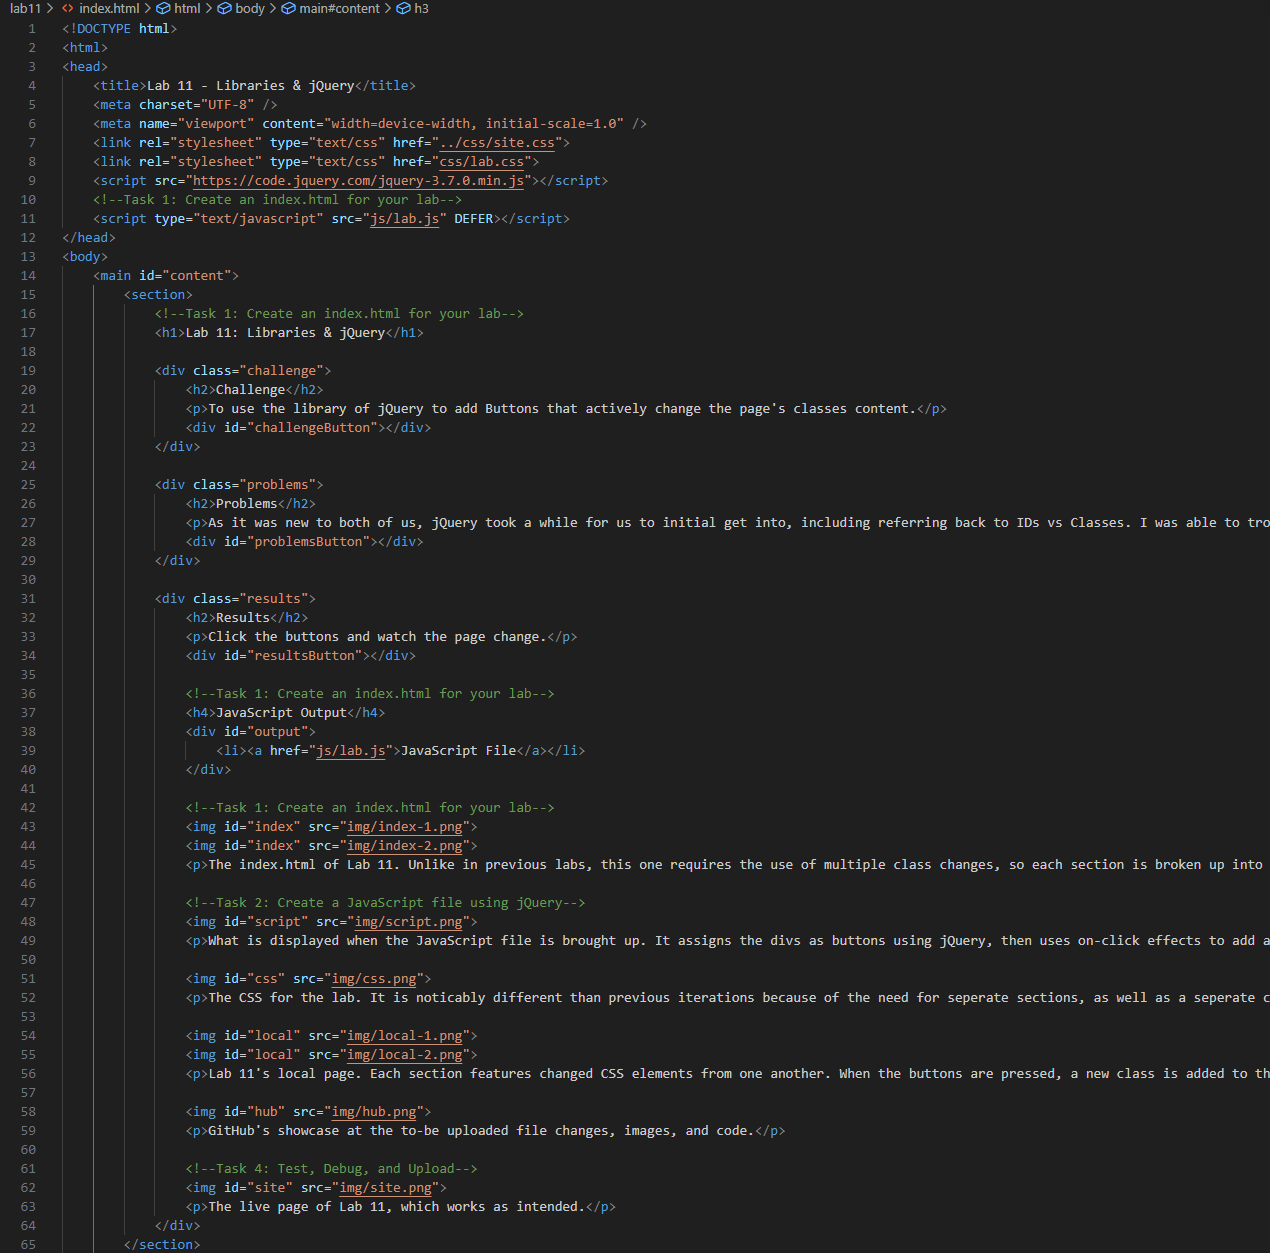 lab11 > <> index.html > html > body > main#content > h3
1 <!DOCTYPE html>
2 <html>
3 <head>
4 <title>Lab 11 - Libraries & jQuery</title>
5 <meta charset="UTF-8" />
6 <meta name="viewport" content="width=device-width, initial-scale=1.0" />
7 <link rel="stylesheet" type="text/css" href="../css/site.css">
8 <link rel="stylesheet" type="text/css" href="css/lab.css">
9 <script src="https://code.jquery.com/jquery-3.7.0.min.js"></script>
10 <!--Task 1: Create an index.html for your lab-->
11 <script type="text/javascript" src="js/lab.js" DEFER></script>
12 </head>
13 <body>
14 <main id="content">
15 <section>
16 <!--Task 1: Create an index.html for your lab-->
17 <h1>Lab 11: Libraries & jQuery</h1>
18
19 <div class="challenge">
20 <h2>Challenge</h2>
21 <p>To use the library of jQuery to add Buttons that actively change the page's classes content.</p>
22 <div id="challengeButton"></div>
23 </div>
24
25 <div class="problems">
26 <h2>Problems</h2>
27 <p>As it was new to both of us, jQuery took a while for us to initial get into, including referring back to IDs vs Classes. I was able to tro
28 <div id="problemsButton"></div>
29 </div>
30
31 <div class="results">
32 <h2>Results</h2>
33 <p>Click the buttons and watch the page change.</p>
34 <div id="resultsButton"></div>
35
36 <!--Task 1: Create an index.html for your lab-->
37 <h4>JavaScript Output</h4>
38 <div id="output">
39 <li><a href="js/lab.js">JavaScript File</a></li>
40 </div>
41
42 <!--Task 1: Create an index.html for your lab-->
43 <img id="index" src="img/index-1.png">
44 <img id="index" src="img/index-2.png">
45 <p>The index.html of Lab 11. Unlike in previous labs, this one requires the use of multiple class changes, so each section is broken up into
46
47 <!--Task 2: Create a JavaScript file using jQuery-->
48 <img id="script" src="img/script.png">
49 <p>What is displayed when the JavaScript file is brought up. It assigns the divs as buttons using jQuery, then uses on-click effects to add a
50
51 <img id="css" src="img/css.png">
52 <p>The CSS for the lab. It is noticably different than previous iterations because of the need for seperate sections, as well as a seperate c
53
54 <img id="local" src="img/local-1.png">
55 <img id="local" src="img/local-2.png">
56 <p>Lab 11's local page. Each section features changed CSS elements from one another. When the buttons are pressed, a new class is added to th
57
58 <img id="hub" src="img/hub.png">
59 <p>GitHub's showcase at the to-be uploaded file changes, images, and code.</p>
60
61 <!--Task 4: Test, Debug, and Upload-->
62 <img id="site" src="img/site.png">
63 <p>The live page of Lab 11, which works as intended.</p>
64 </div>
65 </section>